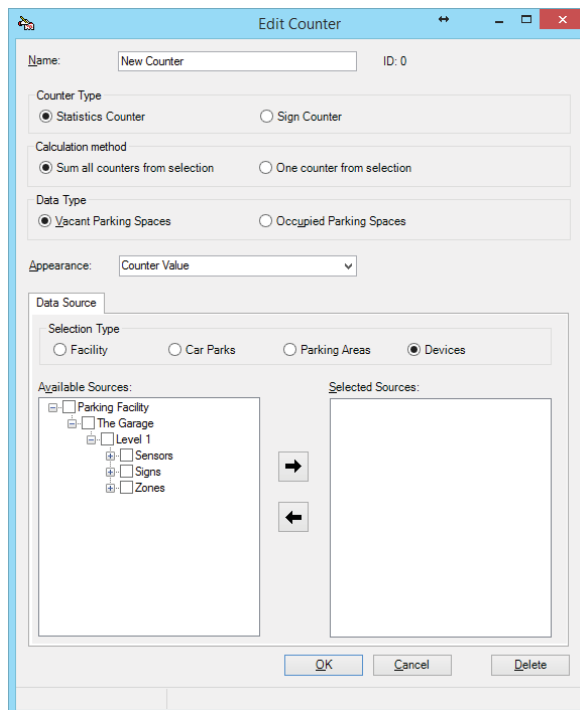 Edit Counter
Name: New Counter ID: 0
Counter Type
Statistics Counter Sign Counter
Calculation method
Sum all counters from selection One counter from selection
Data Type
Vacant Parking Spaces Occupied Parking Spaces
Appearance: Counter Value
Data Source
Selection Type
Facility Car Parks Parking Areas Devices
Available Sources: Selected Sources:
Parking Facility
The Garage
Level 1
Sensors
Signs
Zones
OK Cancel Delete